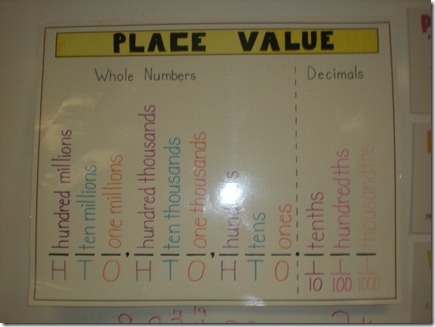 PLACE VALUE
Whole Numbers
Decimals
hundred millions
ten millions
one millions
hundred thousands
ten thousands
one thousands
hundreds
tens
ones
tenths
hundredths
thousandths
H T O , H T O , H T O . 1/10 1/100 1/1000